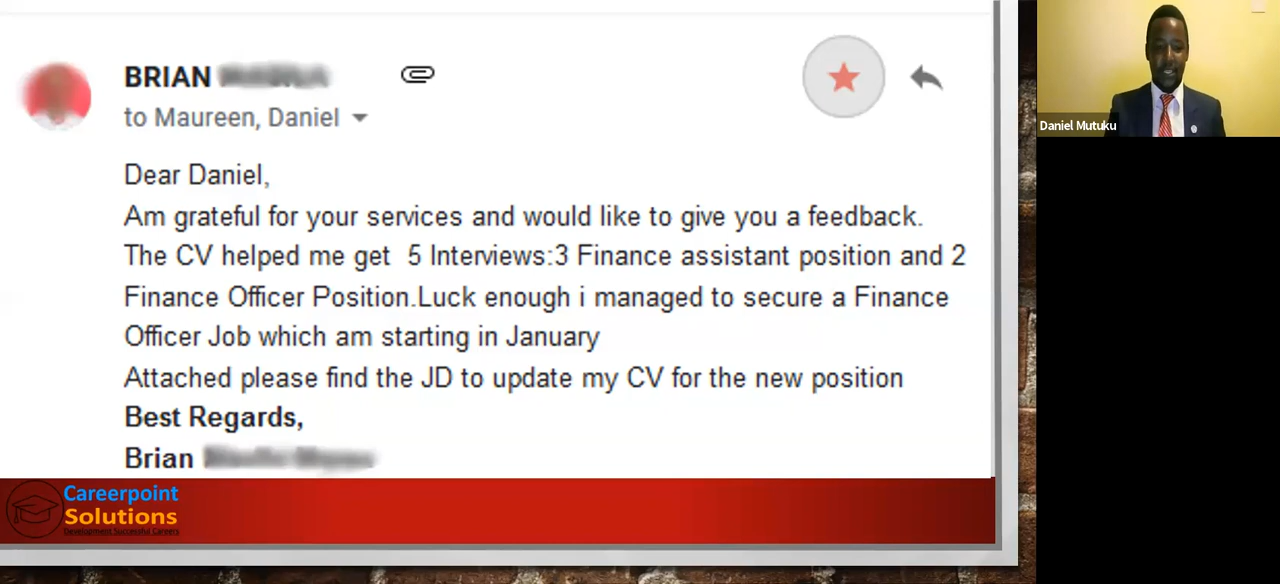 BRIAN
to Maureen, Daniel
Dear Daniel,
Am grateful for your services and would like to give you a feedback.
The CV helped me get 5 Interviews:3 Finance assistant position and 2
Finance Officer Position.Luck enough i managed to secure a Finance
Officer Job which am starting in January
Attached please find the JD to update my CV for the new position
Best Regards,
Brian
Careerpoint
Solutions
Development Successful Careers
Daniel Mutuku